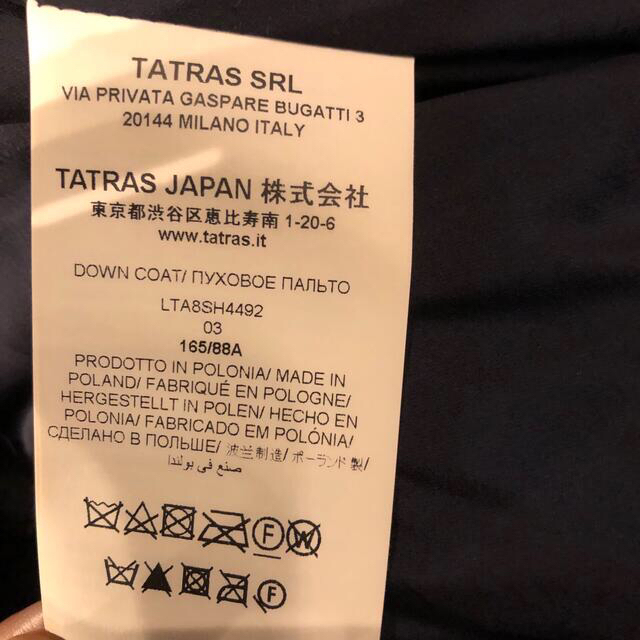 TATRAS SRL
VIA PRIVATA GASPARE BUGATTI 3
20144 MILANO ITALY
TATRAS JAPAN 株式会社
東京都渋谷区恵比寿南 1-20-6
www.tatras.it
DOWN COAT/ ПУХОВОЕ ПАЛЬТО
LTA8SH4492
03
165/88A
PRODOTTO IN POLONIA/ MADE IN
POLAND/ FABRIQUÉ EN POLOGNE/
HERGESTELLT IN POLEN/ HECHO EN
POLONIA/ FABRICADO EM POLÓNIA/
СДЕЛАНО В ПОЛЬШЕ/ 波兰制造/ ポーランド製/
صنع في بولندا
F W
F